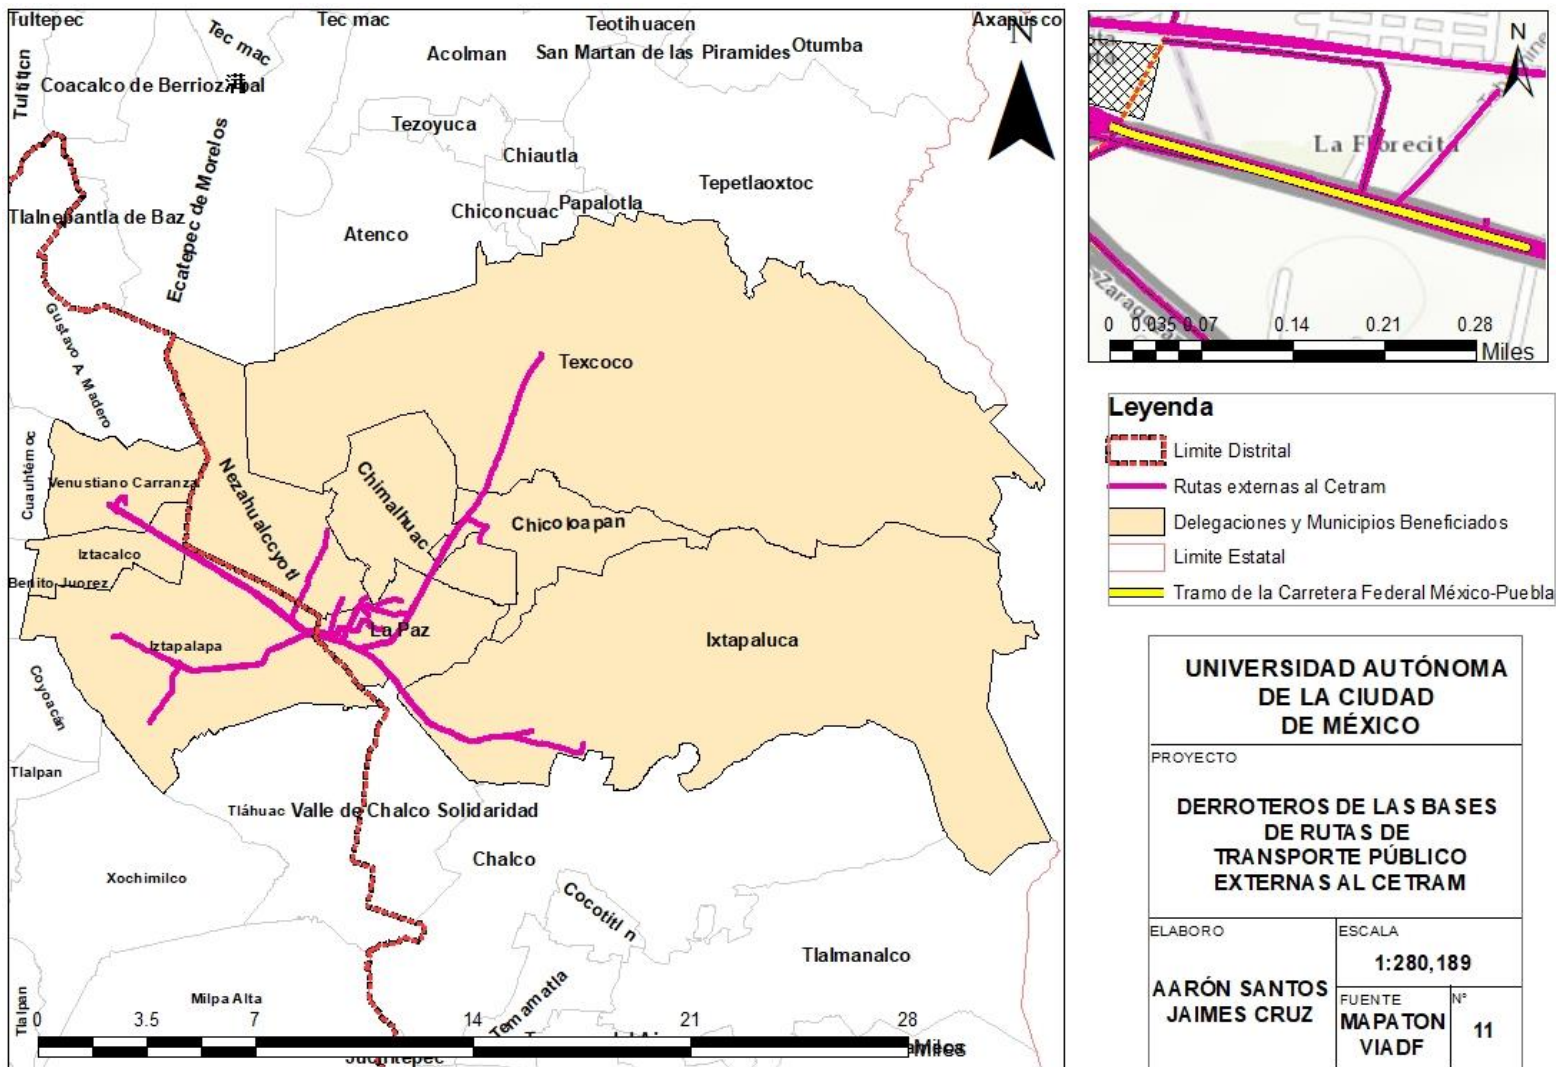 Tultepec
Tec mac
Tec mac
Teotihuacen
Axapusco
N
Acolman
San Martan de las Piramides
Otumba
Coacalco de Berrioz
bal
Tezoyuca
Chiautla
Tepetlaoxtoc
Ecatepec de Morelos
Tlalnepantla de Baz
Chiconcuac
Papalotla
Atenco
Gustavo A. Madero
Texcoco
Cuauhtémoc
Venustiano Carranza
Nezahualccyotl
Chimalhuac
Chicoloapan
Iztacalco
Benito Juorez
La Paz
Iztapalapa
Ixtapaluca
Coyoacán
Tlalpan
Tláhuac
Valle de Chalco Solidaridad
Chalco
Xochimilco
Cocotitl n
Tlalmanalco
Temamatla
Milpa Alta
Tlalpan
0 3.5 7 14 21 28
Miles
N
La Florecita
Zaragoza
0 0.035 0.07 0.14 0.21 0.28
Miles
Leyenda
Limite Distrital
Rutas externas al Cetram
Delegaciones y Municipios Beneficiados
Limite Estatal
Tramo de la Carretera Federal México-Puebla
UNIVERSIDAD AUTÓNOMA
DE LA CIUDAD
DE MÉXICO
PROYECTO
DERROTEROS DE LAS BASES
DE RUTAS DE
TRANSPORTE PÚBLICO
EXTERNAS AL CETRAM
ELABORO
AARÓN SANTOS
JAIMES CRUZ
ESCALA
1:280,189
FUENTE
MAPATON
VIADF
N°
11